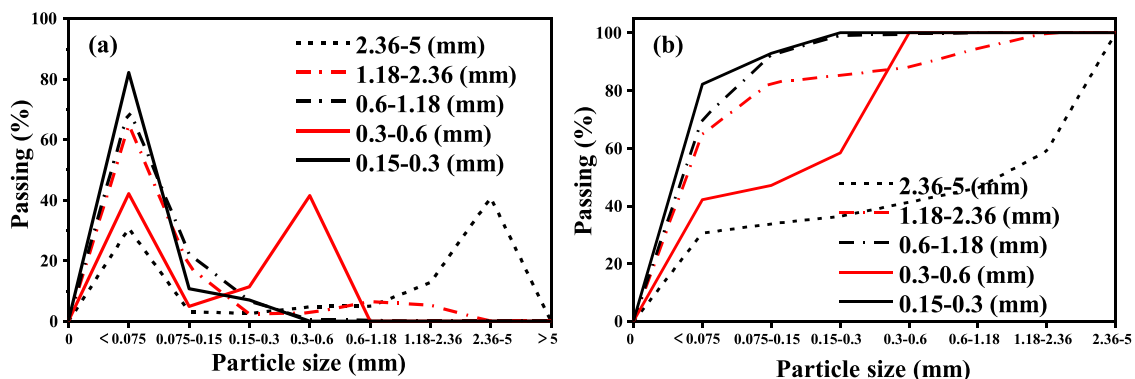 (a)
100
80
60
40
20
0
Passing (%)
2.36-5 (mm)
1.18-2.36 (mm)
0.6-1.18 (mm)
0.3-0.6 (mm)
0.15-0.3 (mm)
0 <0.075 0.075-0.15 0.15-0.3 0.3-0.6 0.6-1.18 1.18-2.36 2.36-5 >5
Particle size (mm)
(b)
100
80
60
40
20
0
Passing (%)
2.36-5 (mm)
1.18-2.36 (mm)
0.6-1.18 (mm)
0.3-0.6 (mm)
0.15-0.3 (mm)
0 <0.075 0.075-0.15 0.15-0.3 0.3-0.6 0.6-1.18 1.18-2.36 2.36-5
Particle size (mm)